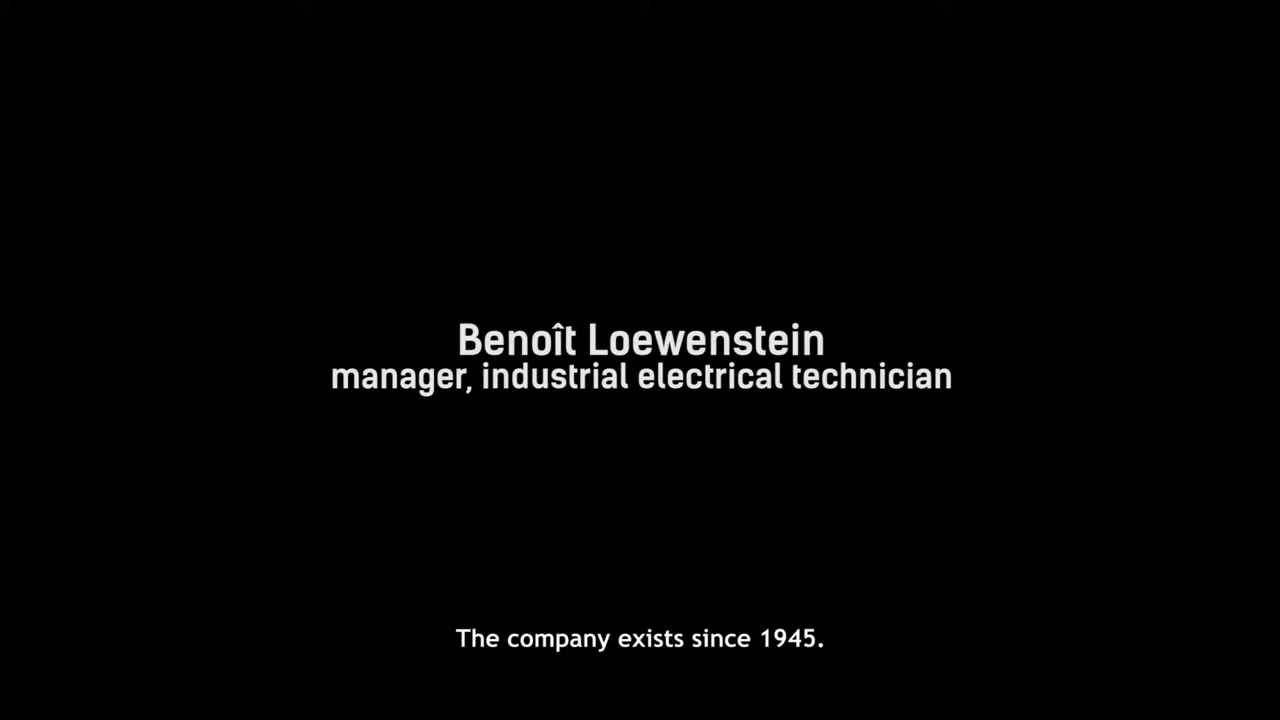 Benoît Loewenstein
manager, industrial electrical technician
The company exists since 1945.